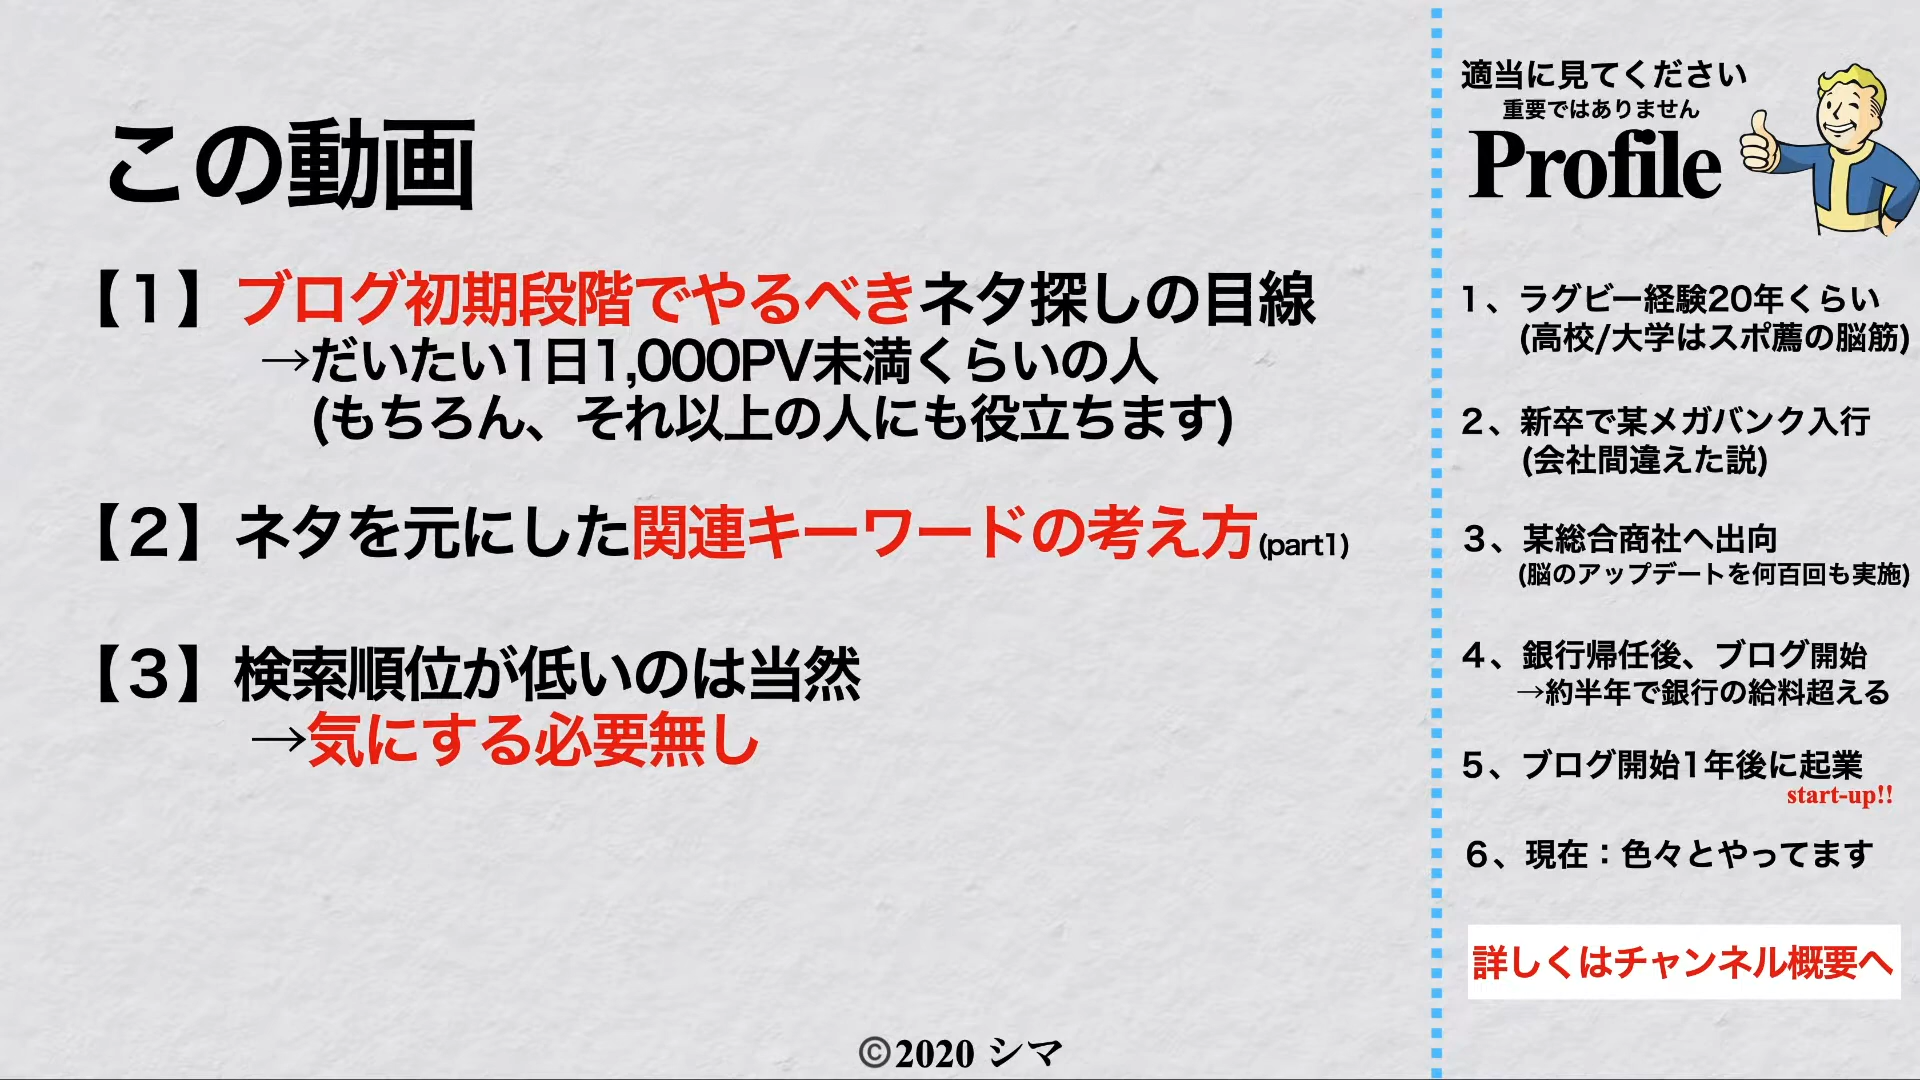 この動画
【１】ブログ初期段階でやるべきネタ探しの目線
→だいたい1日1,000PV未満くらいの人
(もちろん、それ以上の人にも役立ちます)
【２】ネタを元にした関連キーワードの考え方(part1)
【３】検索順位が低いのは当然
→気にする必要無し
©2020 シマ
適当に見てください
重要ではありません
Profile
１、ラグビー経験20年くらい
(高校/大学はスポ薦の脳筋)
２、新卒で某メガバンク入行
(会社間違えた説)
３、某総合商社へ出向
(脳のアップデートを何百回も実施)
４、銀行帰任後、ブログ開始
→約半年で銀行の給料超える
５、ブログ開始1年後に起業
start-up!!
６、現在：色々とやってます
詳しくはチャンネル概要へ